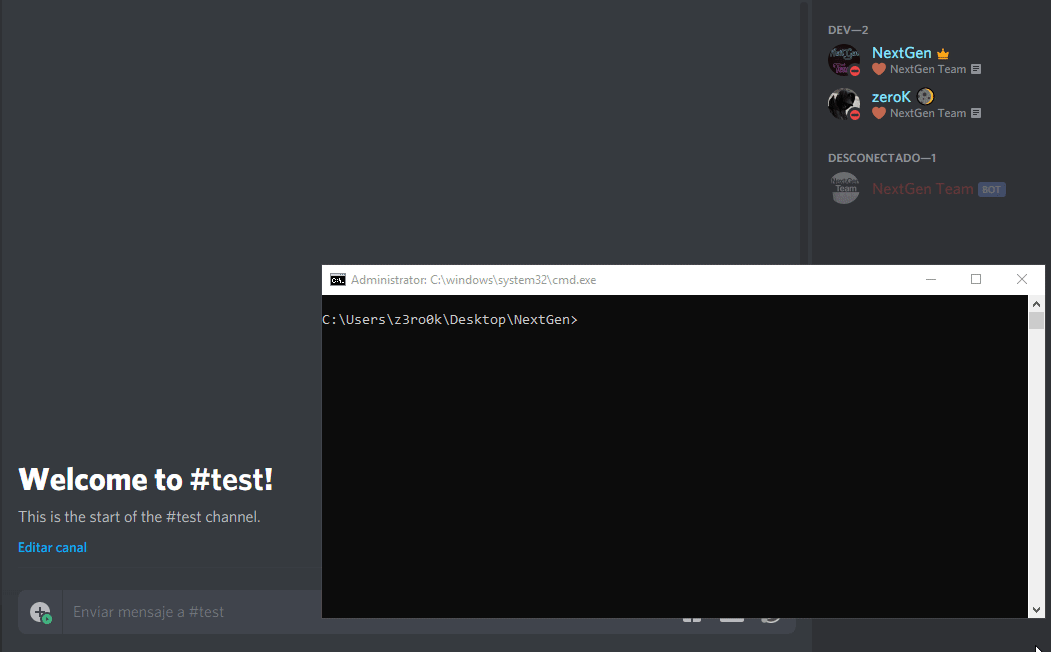 DEV—2
NextGen
NextGen Team
zeroK
NextGen Team
DESCONECTADO—1
NextGen Team BOT
Administrator: C:\windows\system32\cmd.exe
C:\Users\z3ro0k\Desktop\NextGen>
Welcome to #test!
This is the start of the #test channel.
Editar canal
Enviar mensaje a #test